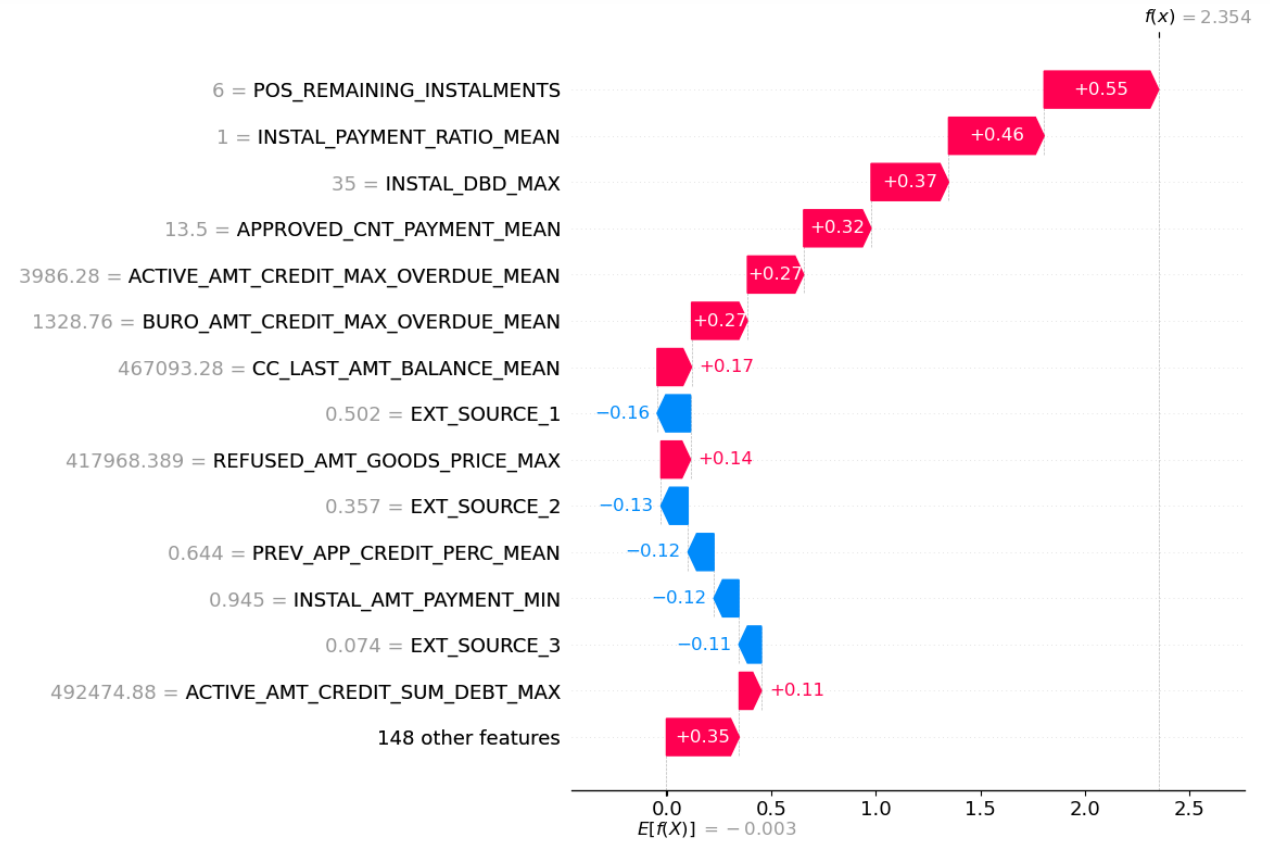 f(x) = 2.354
6 = POS_REMAINING_INSTALMENTS +0.55
1 = INSTAL_PAYMENT_RATIO_MEAN +0.46
35 = INSTAL_DBD_MAX +0.37
13.5 = APPROVED_CNT_PAYMENT_MEAN +0.32
3986.28 = ACTIVE_AMT_CREDIT_MAX_OVERDUE_MEAN +0.27
1328.76 = BURO_AMT_CREDIT_MAX_OVERDUE_MEAN +0.27
467093.28 = CC_LAST_AMT_BALANCE_MEAN +0.17
0.502 = EXT_SOURCE_1 −0.16
417968.389 = REFUSED_AMT_GOODS_PRICE_MAX +0.14
0.357 = EXT_SOURCE_2 −0.13
0.644 = PREV_APP_CREDIT_PERC_MEAN −0.12
0.945 = INSTAL_AMT_PAYMENT_MIN −0.12
0.074 = EXT_SOURCE_3 −0.11
492474.88 = ACTIVE_AMT_CREDIT_SUM_DEBT_MAX +0.11
148 other features +0.35
0.0 0.5 1.0 1.5 2.0 2.5
E[f(X)] = −0.003